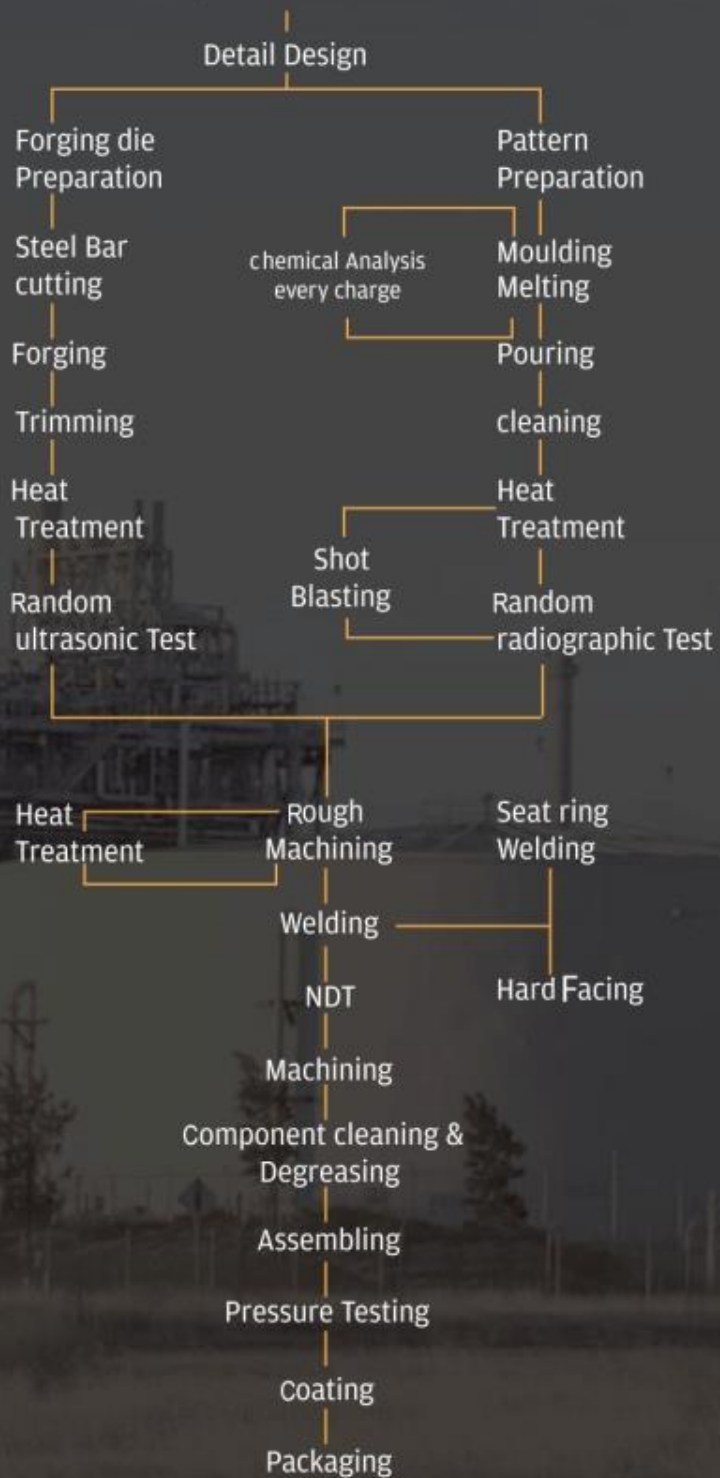 Detail Design
Forging die
Preparation
Pattern
Preparation
Steel Bar
cutting
chemical Analysis
every charge
Moulding
Melting
Forging
Pouring
Trimming
cleaning
Heat
Treatment
Heat
Treatment
Shot
Blasting
Random
ultrasonic Test
Random
radiographic Test
Heat
Treatment
Rough
Machining
Seat ring
Welding
Welding
Hard Facing
NDT
Machining
Component cleaning &
Degreasing
Assembling
Pressure Testing
Coating
Packaging